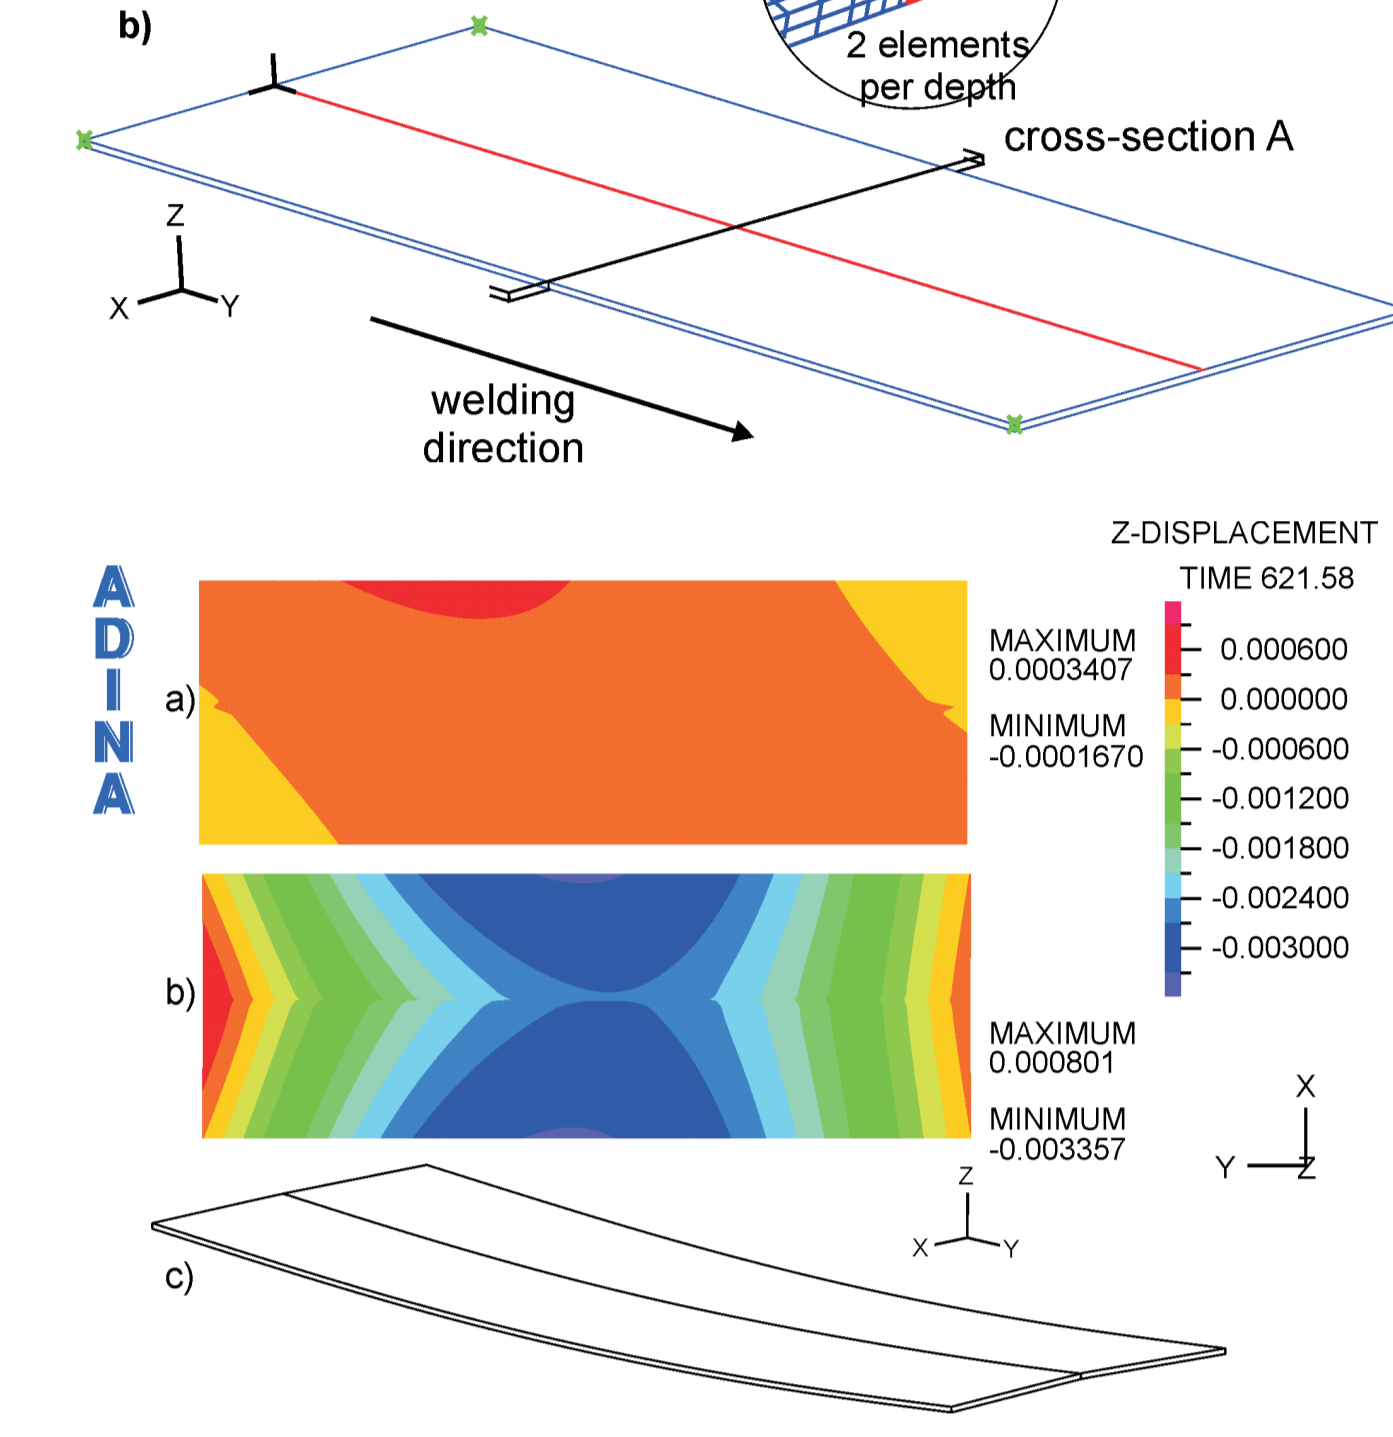 b)
2 elements
per depth
cross-section A
Z
X
Y
welding
direction
Z-DISPLACEMENT
TIME 621.58
A
D
I
N
A
a)
MAXIMUM
0.0003407
MINIMUM
-0.0001670
0.000600
0.000000
-0.000600
-0.001200
-0.001800
-0.002400
-0.003000
b)
MAXIMUM
0.000801
MINIMUM
-0.003357
X
Y
Z
Z
X
Y
c)